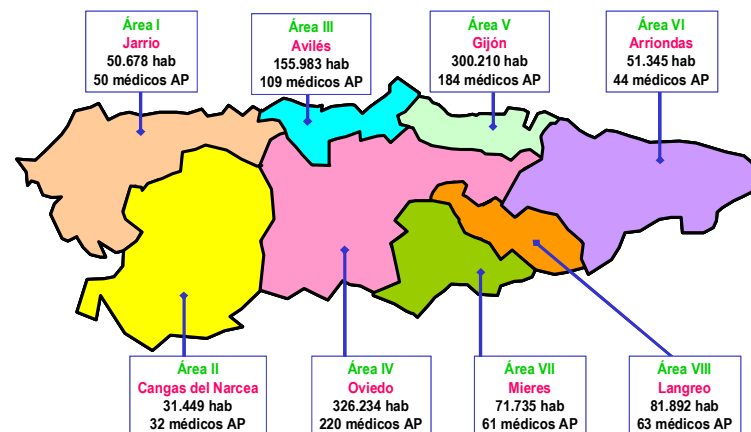 Área I
Jarrio
50.678 hab
50 médicos AP
Área III
Avilés
155.983 hab
109 médicos AP
Área V
Gijón
300.210 hab
184 médicos AP
Área VI
Arriondas
51.345 hab
44 médicos AP
Área II
Cangas del Narcea
31.449 hab
32 médicos AP
Área IV
Oviedo
326.234 hab
220 médicos AP
Área VII
Mieres
71.735 hab
61 médicos AP
Área VIII
Langreo
81.892 hab
63 médicos AP